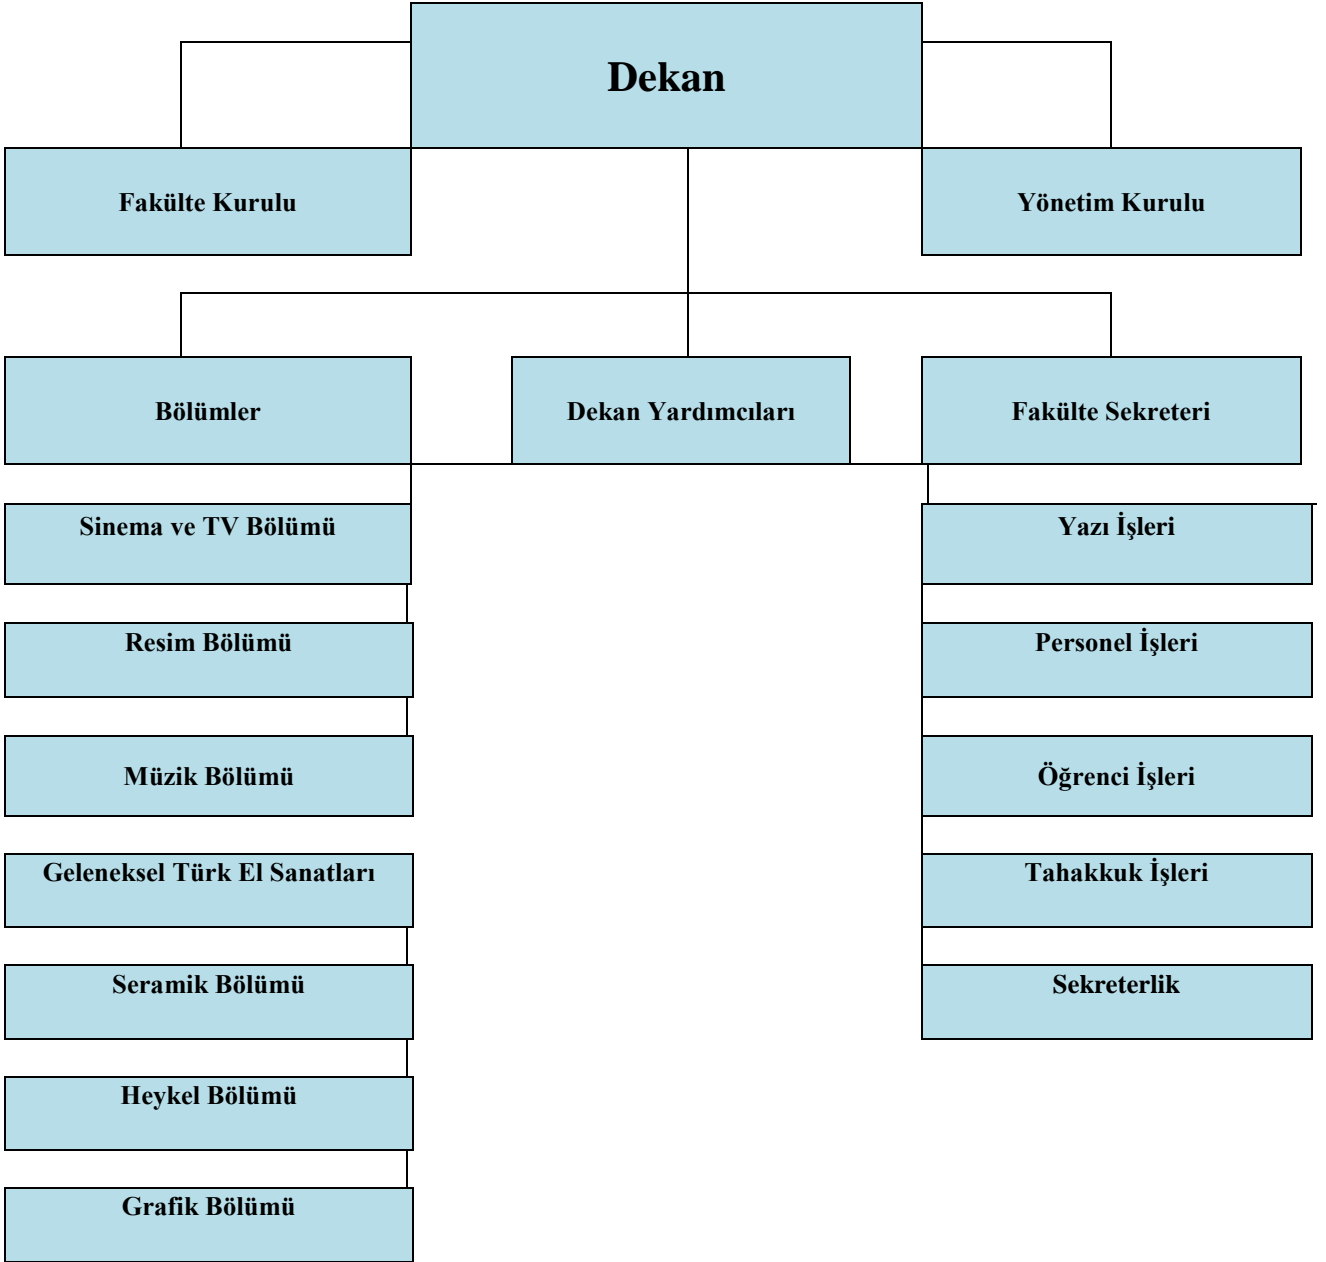 Dekan
Fakülte Kurulu
Yönetim Kurulu
Bölümler
Dekan Yardımcıları
Fakülte Sekreteri
Sinema ve TV Bölümü
Yazı İşleri
Resim Bölümü
Personel İşleri
Müzik Bölümü
Öğrenci İşleri
Geleneksel Türk El Sanatları
Tahakkuk İşleri
Seramik Bölümü
Sekreterlik
Heykel Bölümü
Grafik Bölümü